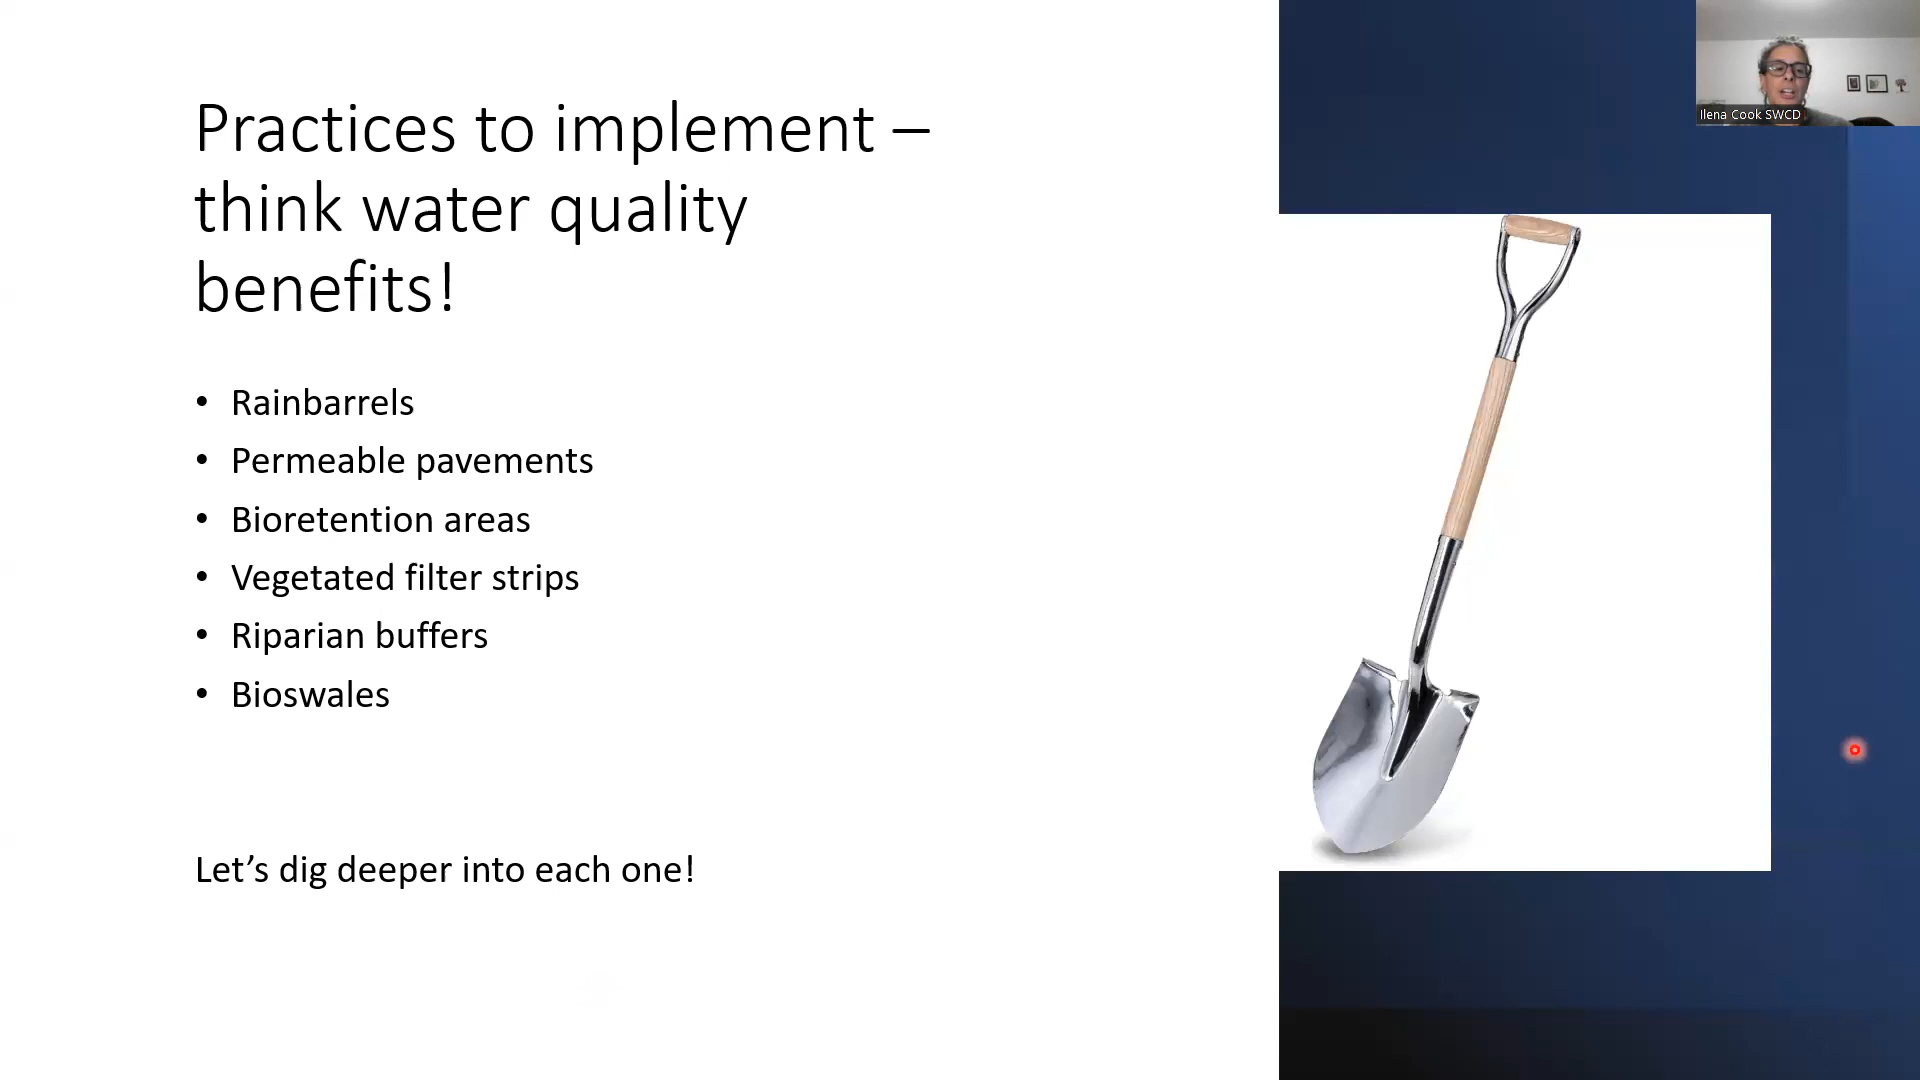 Practices to implement –
think water quality
benefits!
• Rainbarrels
• Permeable pavements
• Bioretention areas
• Vegetated filter strips
• Riparian buffers
• Bioswales
Let’s dig deeper into each one!
Ilena Cook SWCD